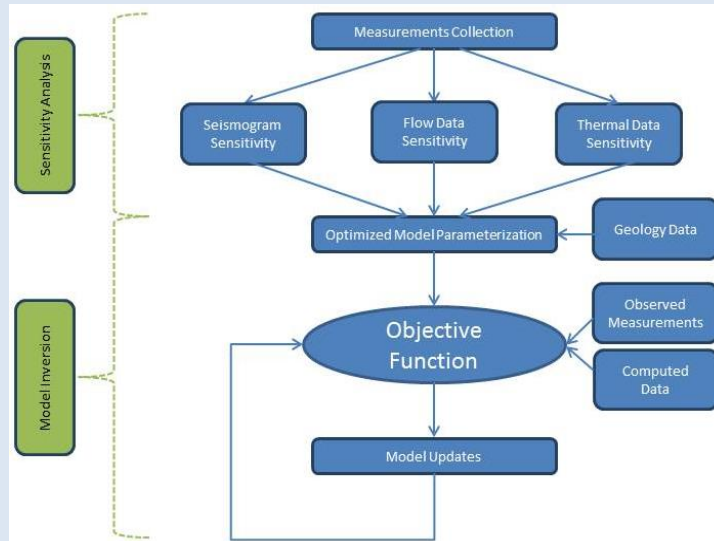 Measurements Collection
Sensitivity Analysis
Seismogram
Sensitivity
Flow Data
Sensitivity
Thermal Data
Sensitivity
Optimized Model Parameterization
Geology Data
Model Inversion
Objective
Function
Observed
Measurements
Computed
Data
Model Updates